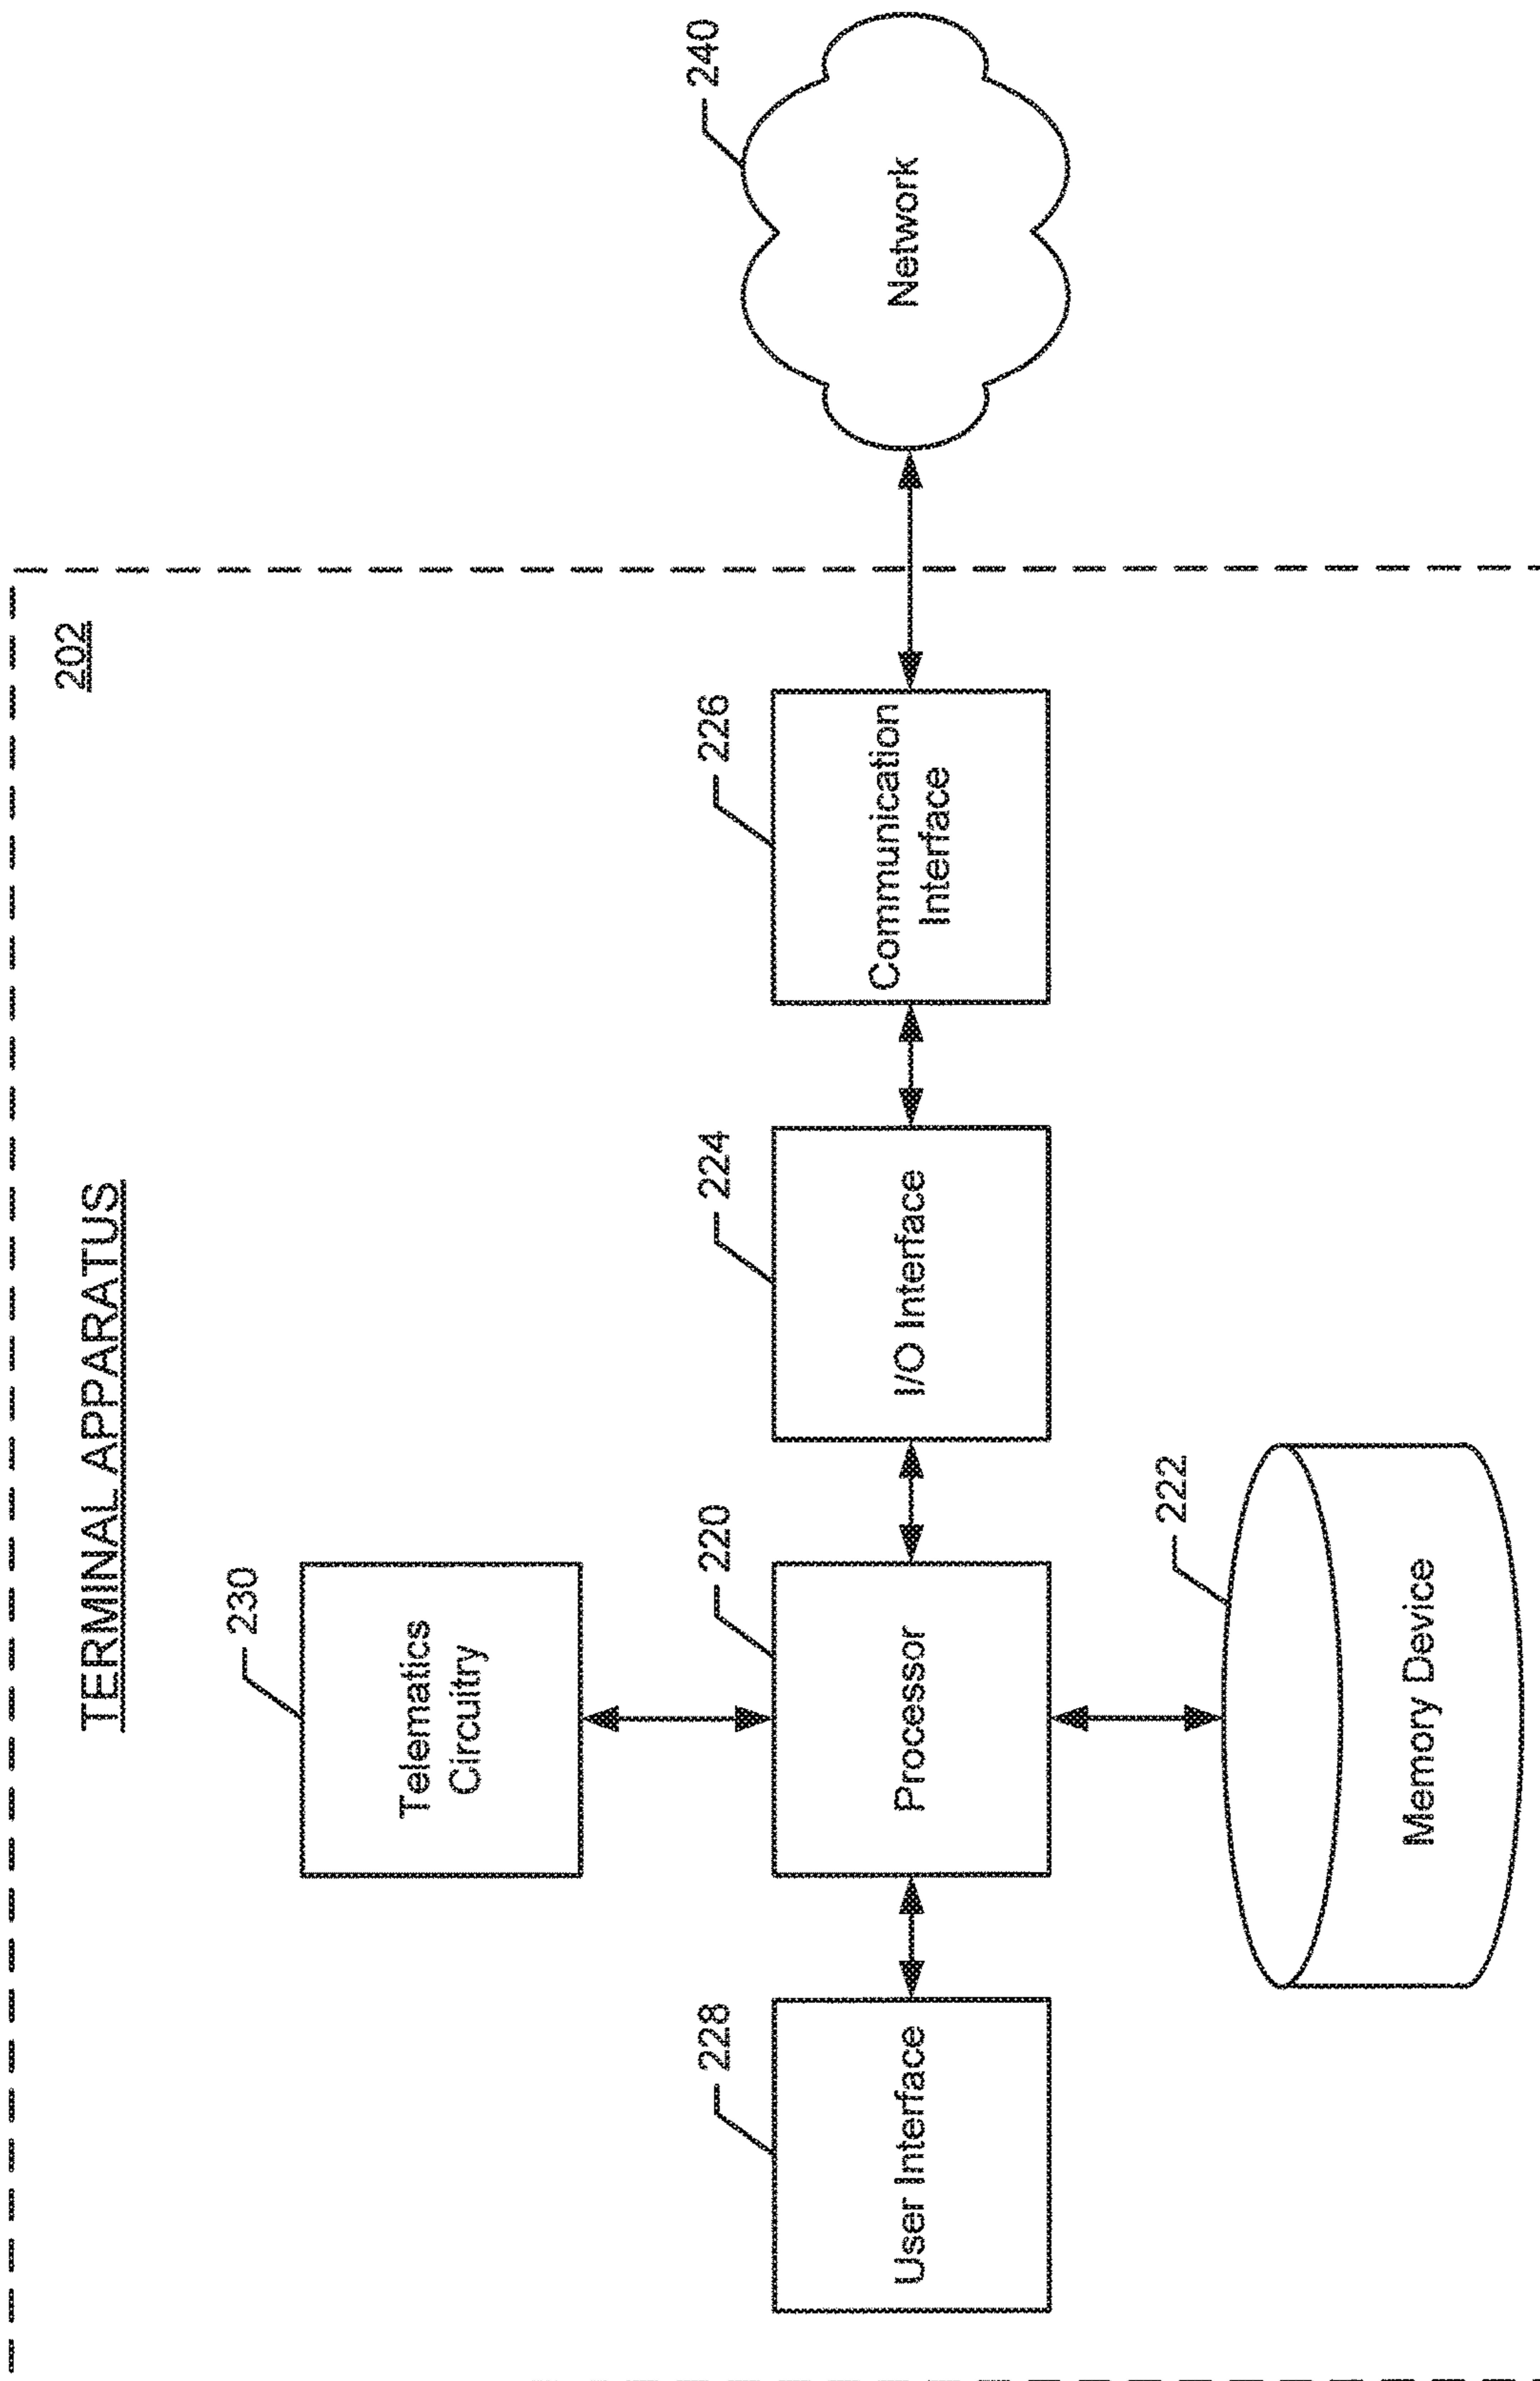 202
TERMINAL APPARATUS
230
Telematics
Circuitry
228
User Interface
220
Processor
224
I/O Interface
226
Communication
Interface
240
Network
222
Memory Device